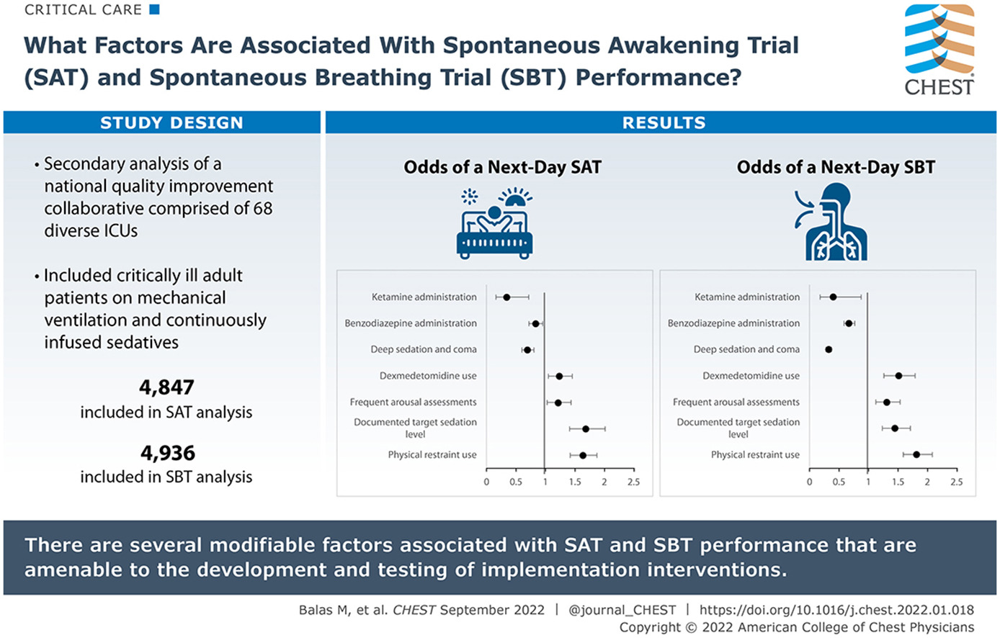 CRITICAL CARE
What Factors Are Associated With Spontaneous Awakening Trial
(SAT) and Spontaneous Breathing Trial (SBT) Performance?
CHEST®
STUDY DESIGN
• Secondary analysis of a
national quality improvement
collaborative comprised of 68
diverse ICUs
• Included critically ill adult
patients on mechanical
ventilation and continuously
infused sedatives
4,847
included in SAT analysis
4,936
included in SBT analysis
RESULTS
Odds of a Next-Day SAT
Ketamine administration
Benzodiazepine administration
Deep sedation and coma
Dexmedetomidine use
Frequent arousal assessments
Documented target sedation
level
Physical restraint use
0 0.5 1 1.5 2 2.5
Odds of a Next-Day SBT
Ketamine administration
Benzodiazepine administration
Deep sedation and coma
Dexmedetomidine use
Frequent arousal assessments
Documented target sedation
level
Physical restraint use
0 0.5 1 1.5 2 2.5
There are several modifiable factors associated with SAT and SBT performance that are
amenable to the development and testing of implementation interventions.
Balas M, et al. CHEST September 2022 | @journal_CHEST | https://doi.org/10.1016/j.chest.2022.01.018
Copyright © 2022 American College of Chest Physicians